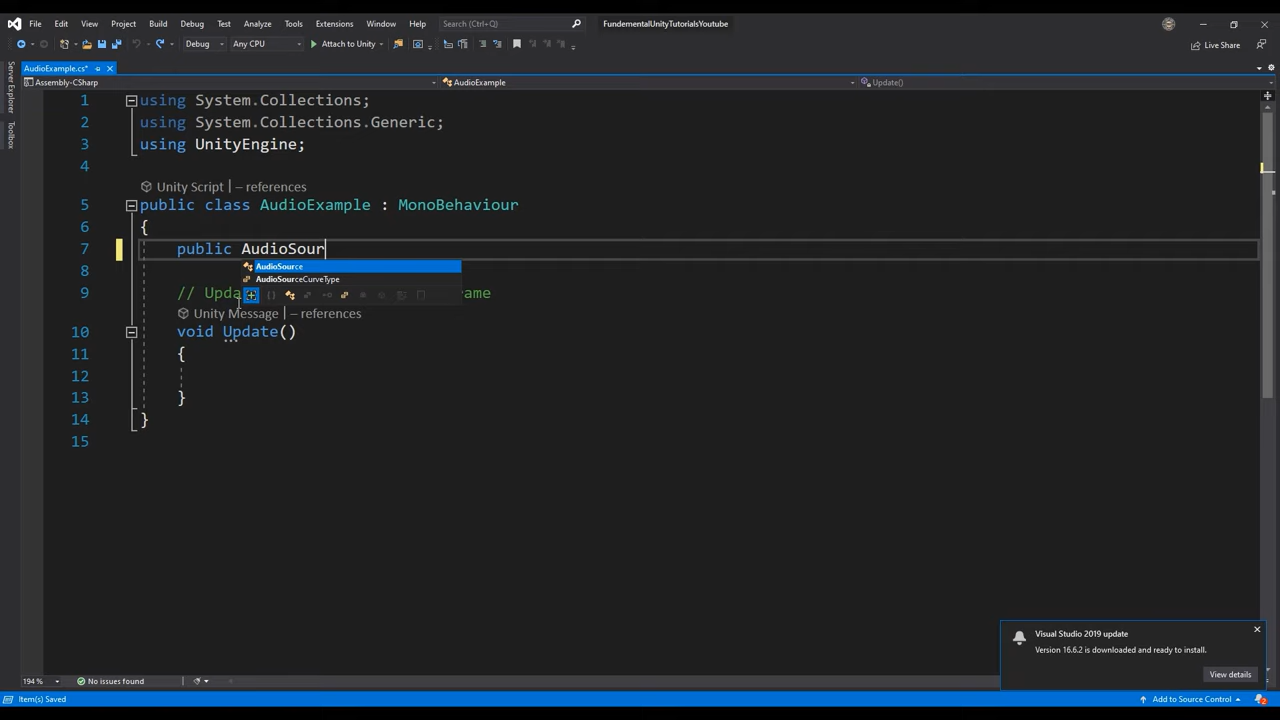 File Edit View Project Build Debug Test Analyze Tools Extensions Window Help Search (Ctrl+Q) FundementalUnityTutorialsYoutube
Debug Any CPU Attach to Unity Live Share
AudioExample.cs*
Assembly-CSharp AudioExample Update()
Server Explorer
Toolbox
1 using System.Collections;
2 using System.Collections.Generic;
3 using UnityEngine;
4
Unity Script | – references
5 public class AudioExample : MonoBehaviour
6 {
7 public AudioSour
AudioSource
8
AudioSourceCurveType
9 // Upda ame
Unity Message | – references
10 void Update()
11 {
12
13 }
14 }
15
Visual Studio 2019 update
Version 16.6.2 is downloaded and ready to install.
View details
194 % No issues found
Item(s) Saved Add to Source Control 2